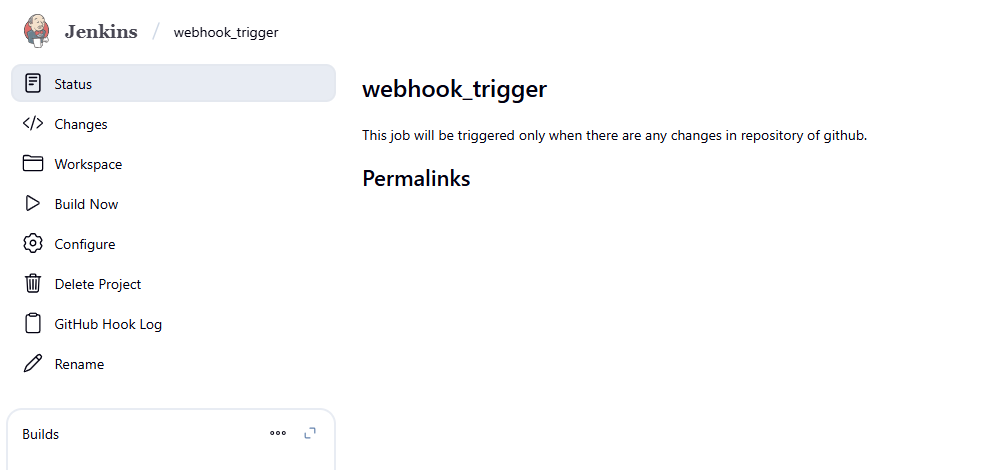 Jenkins / webhook_trigger
Status
Changes
Workspace
Build Now
Configure
Delete Project
GitHub Hook Log
Rename
Builds
webhook_trigger
This job will be triggered only when there are any changes in repository of github.
Permalinks